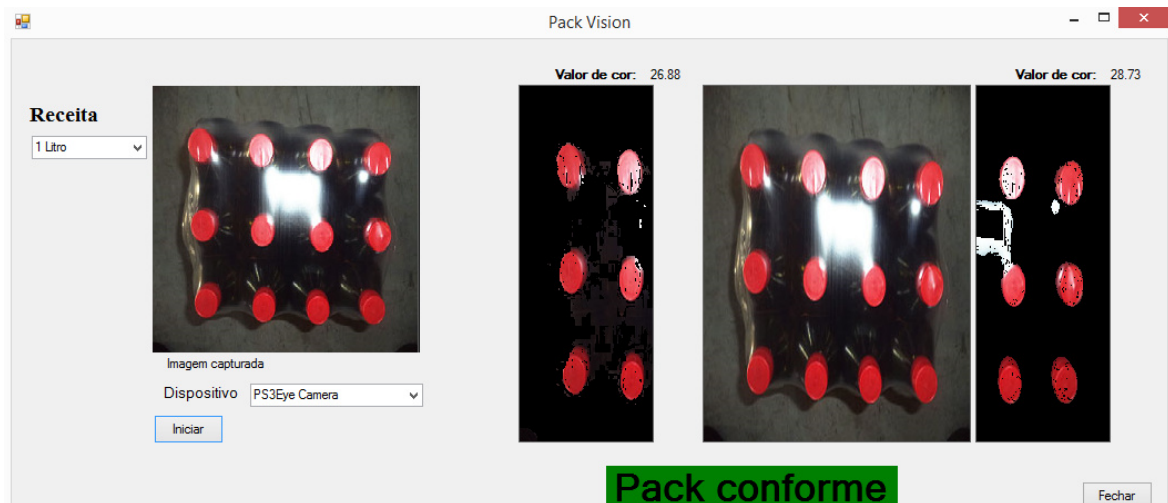 Pack Vision
Valor de cor: 26.88
Valor de cor: 28.73
Receita
1 Litro
Imagem capturada
Dispositivo PS3Eye Camera
Iniciar
Pack conforme
Fechar